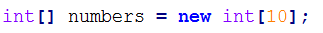 int[] numbers = new int[10];